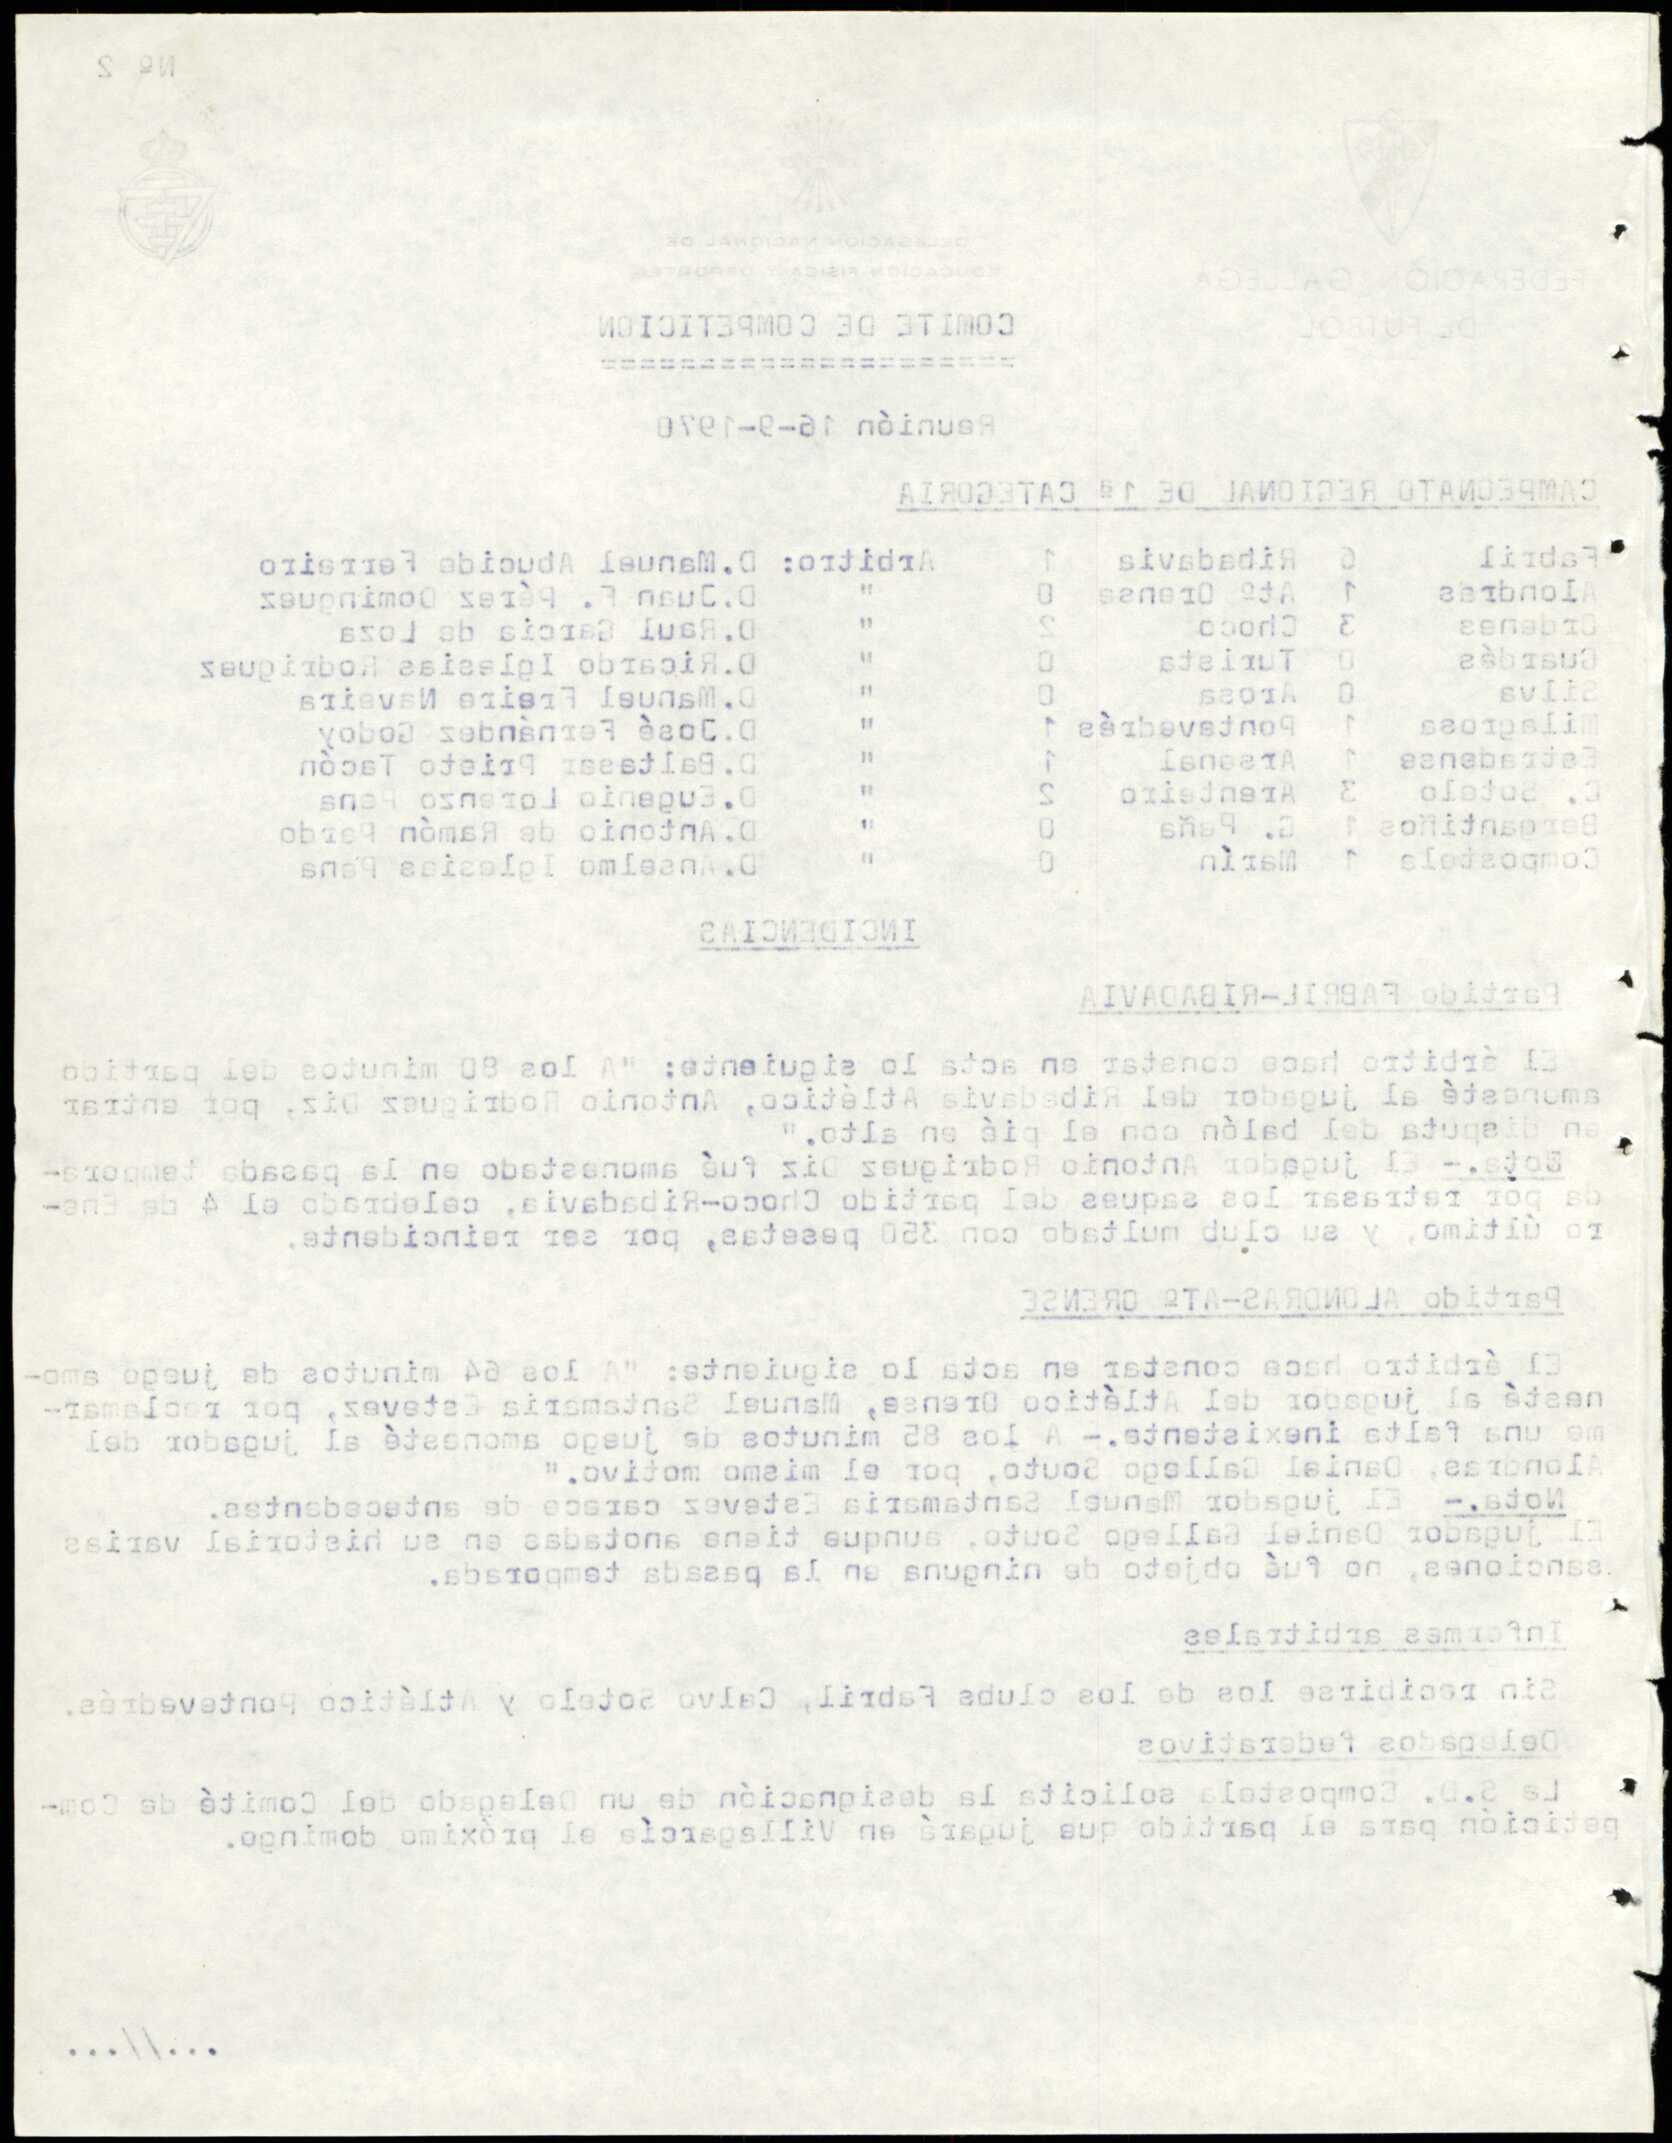 Nº 2
DELEGACION NACIONAL DE
EDUCACION FISICA Y DEPORTES
FEDERACIÓN GALLEGA
DE FUTBOL
COMITE DE COMPETICION
=====================
Reunión 16-9-1970
CAMPEONATO REGIONAL DE 1ª CATEGORIA
Fabril 6 Ribadavia 1 Arbitro: D.Manuel Abucide Ferreiro
Alondras 1 Atº Orense 0 " D.Juan F. Pérez Dominguez
Ordenes 3 Choco 2 " D.Raul Garcia de Loza
Guardés 0 Turista 0 " D.Ricardo Iglesias Rodriguez
Silva 0 Arosa 0 " D.Manuel Freire Naveira
Milagrosa 1 Pontevedrés 1 " D.José Fernández Godoy
Estradense 1 Arsenal 1 " D.Baltasar Prieto Tacón
C. Sotelo 3 Arenteiro 2 " D.Eugenio Lorenzo Pena
Bergantiños 1 G. Peña 0 " D.Antonio de Ramón Pardo
Compostela 1 Marín 0 " D.Anselmo Iglesias Pena
INCIDENCIAS
Partido FABRIL-RIBADAVIA
El árbitro hace constar en acta lo siguiente: "A los 80 minutos del partido
amonesté al jugador del Ribadavia Atlético, Antonio Rodriguez Diz, por entrar
en disputa del balón con el pié en alto."
Nota.- El jugador Antonio Rodriguez Diz fué amonestado en la pasada tempora-
da por retrasar los saques del partido Choco-Ribadavia, celebrado el 4 de Ene-
ro último, y su club multado con 350 pesetas, por ser reincidente.
Partido ALONDRAS-ATº ORENSE
El árbitro hace constar en acta lo siguiente: "A los 64 minutos de juego amo-
nesté al jugador del Atlético Orense, Manuel Santamaria Estevez, por reclamar-
me una falta inexistente.- A los 85 minutos de juego amonesté al jugador del
Alondras, Daniel Gallego Souto, por el mismo motivo."
Nota.- El jugador Manuel Santamaria Estevez carece de antecedentes.
El jugador Daniel Gallego Souto, aunque tiene anotadas en su historial varias
sanciones, no fué objeto de ninguna en la pasada temporada.
Informes arbitrales
Sin recibirse los de los clubs Fabril, Calvo Sotelo y Atlético Pontevedrés.
Delegados federativos
La S.D. Compostela solicita la designación de un Delegado del Comité de Com-
petición para el partido que jugará en Villagarcía el próximo domingo.
...//...